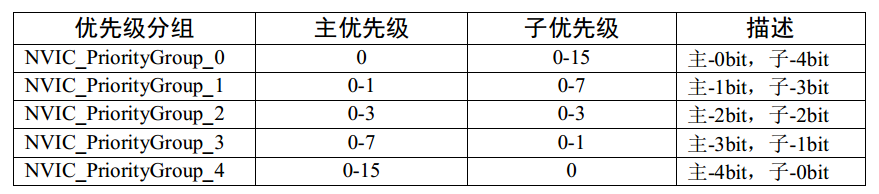 优先级分组 主优先级 子优先级 描述
NVIC_PriorityGroup_0 0 0-15 主-0bit，子-4bit
NVIC_PriorityGroup_1 0-1 0-7 主-1bit，子-3bit
NVIC_PriorityGroup_2 0-3 0-3 主-2bit，子-2bit
NVIC_PriorityGroup_3 0-7 0-1 主-3bit，子-1bit
NVIC_PriorityGroup_4 0-15 0 主-4bit，子-0bit